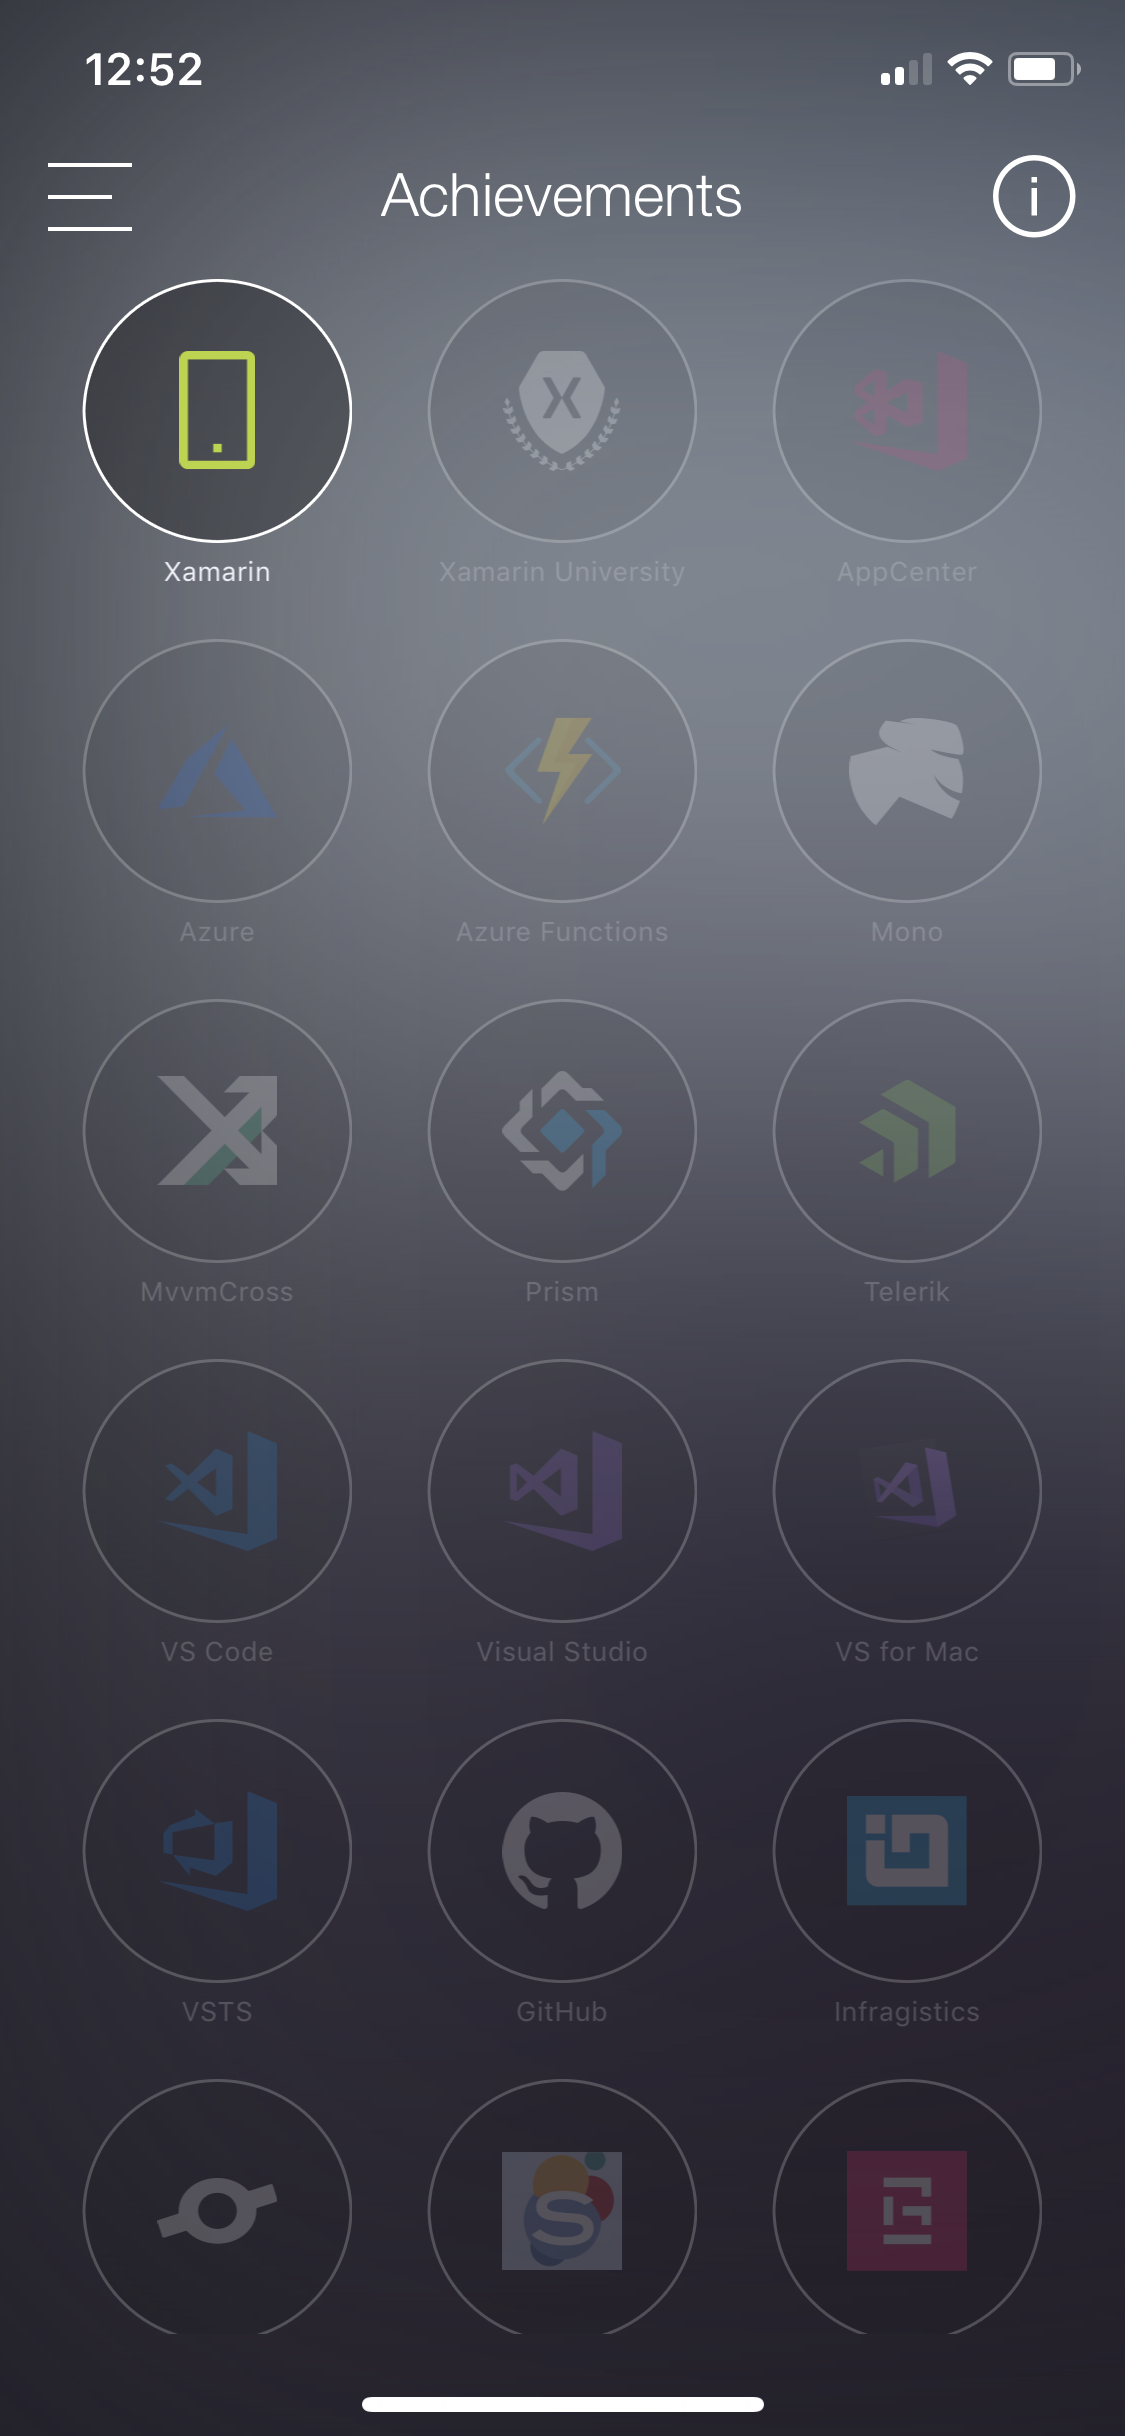 12:52
Achievements
Xamarin
Xamarin University
AppCenter
Azure
Azure Functions
Mono
MvvmCross
Prism
Telerik
VS Code
Visual Studio
VS for Mac
VSTS
GitHub
Infragistics